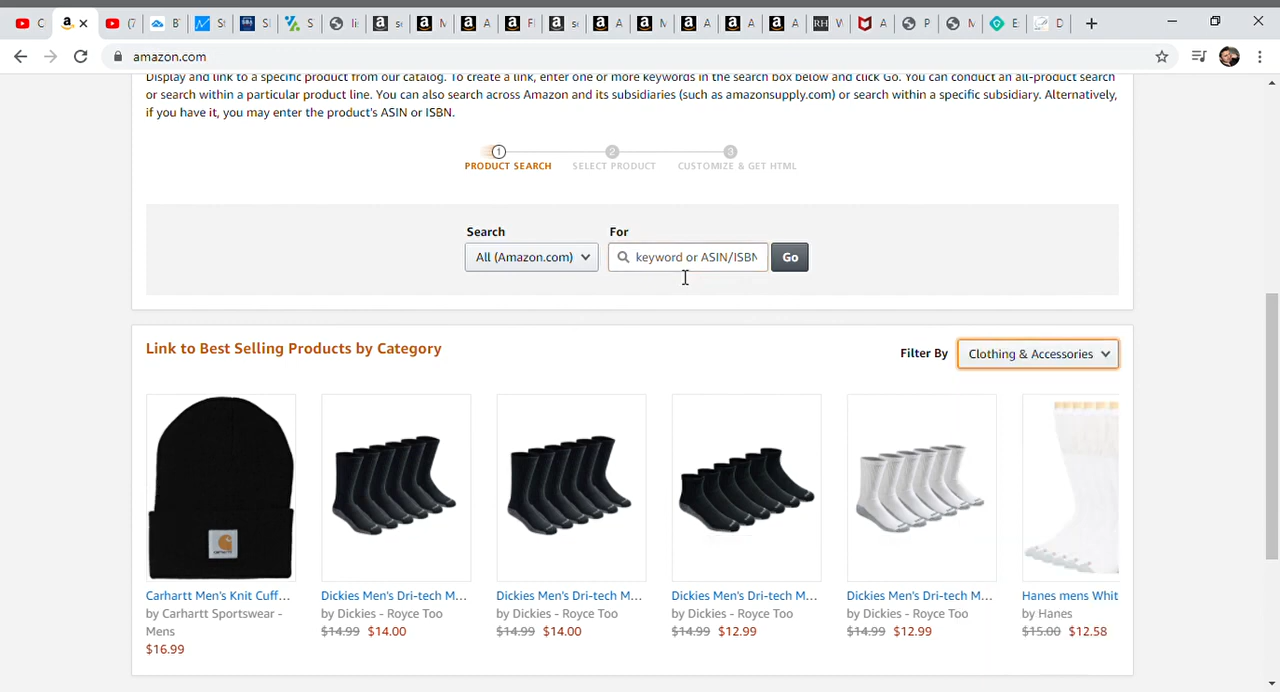 C
(7
B
S
SBA
S
S
lis
a
s
a
M
a
A
a
F
a
s
a
A
a
M
a
A
a
A
a
A
RH
V
A
P
M
E
D
amazon.com
Display and link to a specific product from our catalog. To create a link, enter one or more keywords in the search box below and click Go. You can conduct an all-product search
or search within a particular product line. You can also search across Amazon and its subsidiaries (such as amazonsupply.com) or search within a specific subsidiary. Alternatively,
if you have it, you may enter the product's ASIN or ISBN.
1 2 3
PRODUCT SEARCH SELECT PRODUCT CUSTOMIZE & GET HTML
Search For
All (Amazon.com) keyword or ASIN/ISBN Go
Link to Best Selling Products by Category Filter By Clothing & Accessories
Carhartt Men's Knit Cuff...
by Carhartt Sportswear -
Mens
$16.99
Dickies Men's Dri-tech M...
by Dickies - Royce Too
$14.99 $14.00
Dickies Men's Dri-tech M...
by Dickies - Royce Too
$14.99 $14.00
Dickies Men's Dri-tech M...
by Dickies - Royce Too
$14.99 $12.99
Dickies Men's Dri-tech M...
by Dickies - Royce Too
$14.99 $12.99
Hanes mens Whit
by Hanes
$15.00 $12.58